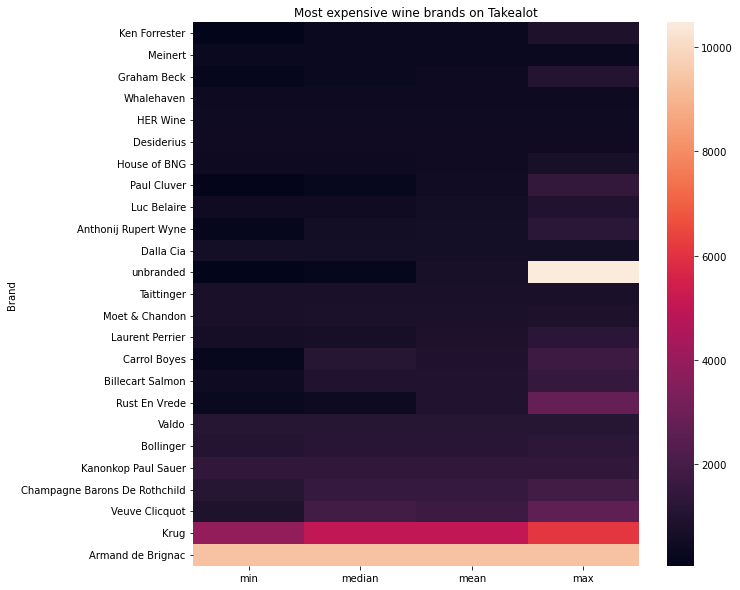 Most expensive wine brands on Takealot
Brand
Ken Forrester
Meinert
Graham Beck
Whalehaven
HER Wine
Desiderius
House of BNG
Paul Cluver
Luc Belaire
Anthonij Rupert Wyne
Dalla Cia
unbranded
Taittinger
Moet & Chandon
Laurent Perrier
Carrol Boyes
Billecart Salmon
Rust En Vrede
Valdo
Bollinger
Kanonkop Paul Sauer
Champagne Barons De Rothchild
Veuve Clicquot
Krug
Armand de Brignac
min median mean max
10000
8000
6000
4000
2000